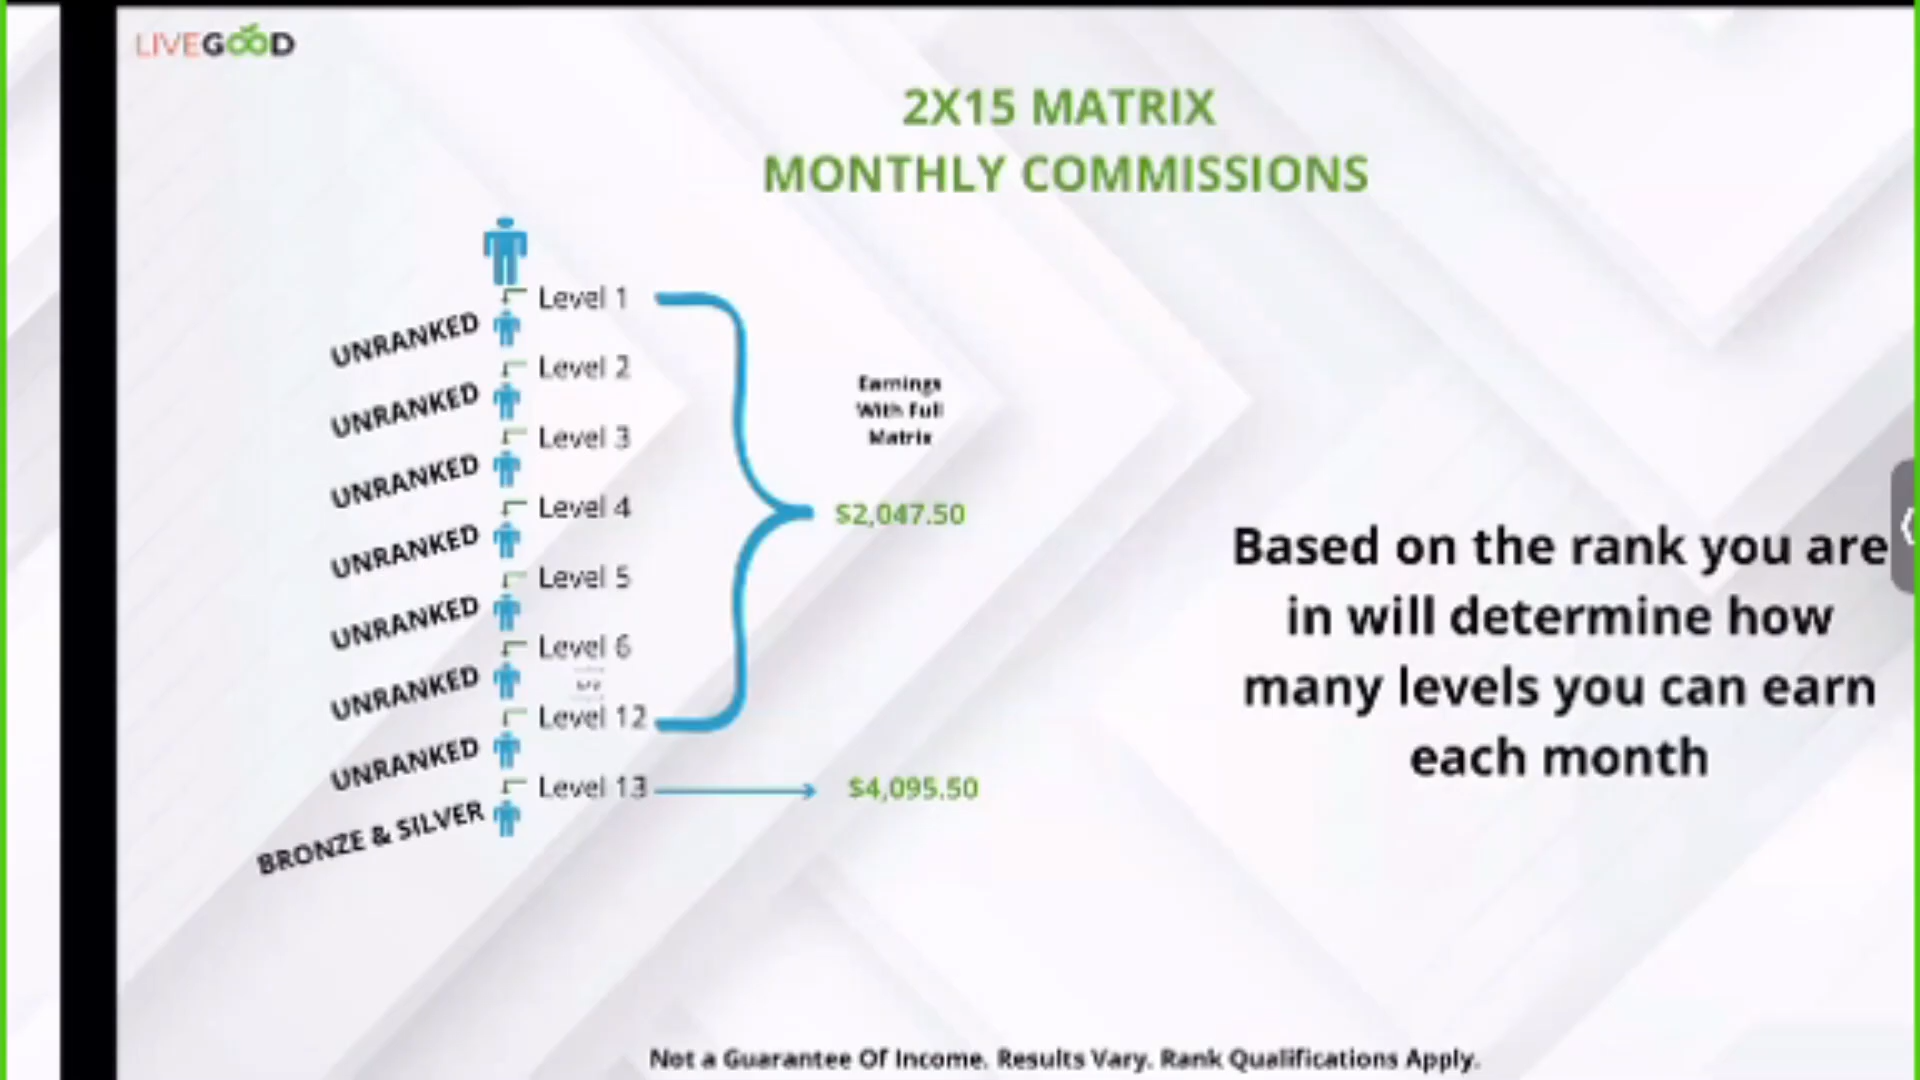 LIVEGOOD
2X15 MATRIX
MONTHLY COMMISSIONS
Level 1
UNRANKED
Level 2
UNRANKED
Level 3
UNRANKED
Level 4
UNRANKED
Level 5
UNRANKED
Level 6
UNRANKED
Level 12
UNRANKED
Level 13
BRONZE & SILVER
Earnings
With Full
Matrix
$2,047.50
$4,095.50
Based on the rank you are
in will determine how
many levels you can earn
each month
Not a Guarantee Of Income. Results Vary. Rank Qualifications Apply.